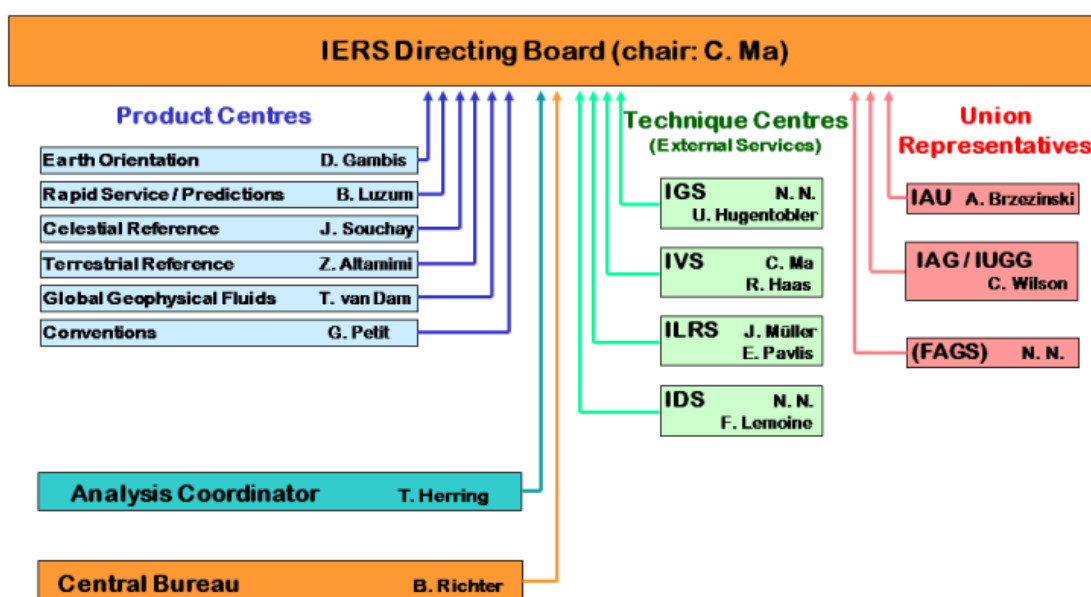 IERS Directing Board (chair: C. Ma)
Product Centres
Earth Orientation D. Gambis
Rapid Service / Predictions B. Luzum
Celestial Reference J. Souchay
Terrestrial Reference Z. Altamimi
Global Geophysical Fluids T. van Dam
Conventions G. Petit
Technique Centres
(External Services)
IGS N. N.
U. Hugentobler
IVS C. Ma
R. Haas
ILRS J. Müller
E. Pavlis
IDS N. N.
F. Lemoine
Union
Representatives
IAU A. Brzezinski
IAG / IUGG
C. Wilson
(FAGS) N. N.
Analysis Coordinator T. Herring
Central Bureau B. Richter